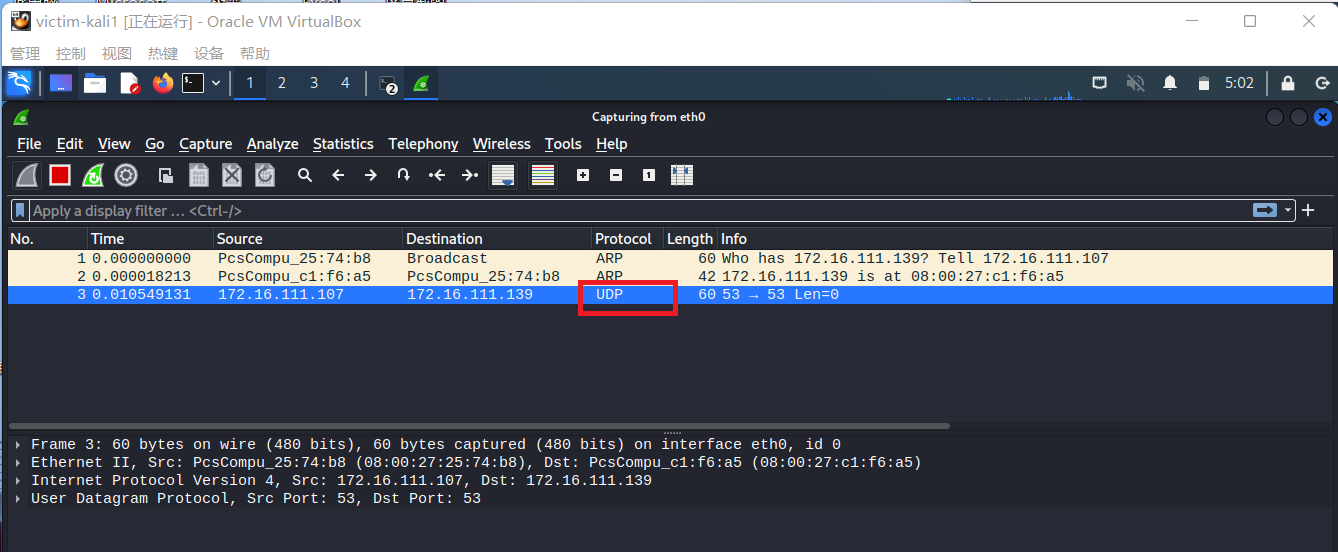 victim-kali1 [正在运行] - Oracle VM VirtualBox
管理 控制 视图 热键 设备 帮助
1 2 3 4 2 5:02
Capturing from eth0
File Edit View Go Capture Analyze Statistics Telephony Wireless Tools Help
Apply a display filter ... <Ctrl-/>
No. Time Source Destination Protocol Length Info
1 0.000000000 PcsCompu_25:74:b8 Broadcast ARP 60 Who has 172.16.111.139? Tell 172.16.111.107
2 0.000018213 PcsCompu_c1:f6:a5 PcsCompu_25:74:b8 ARP 42 172.16.111.139 is at 08:00:27:c1:f6:a5
3 0.010549131 172.16.111.107 172.16.111.139 UDP 60 53 → 53 Len=0
Frame 3: 60 bytes on wire (480 bits), 60 bytes captured (480 bits) on interface eth0, id 0
Ethernet II, Src: PcsCompu_25:74:b8 (08:00:27:25:74:b8), Dst: PcsCompu_c1:f6:a5 (08:00:27:c1:f6:a5)
Internet Protocol Version 4, Src: 172.16.111.107, Dst: 172.16.111.139
User Datagram Protocol, Src Port: 53, Dst Port: 53